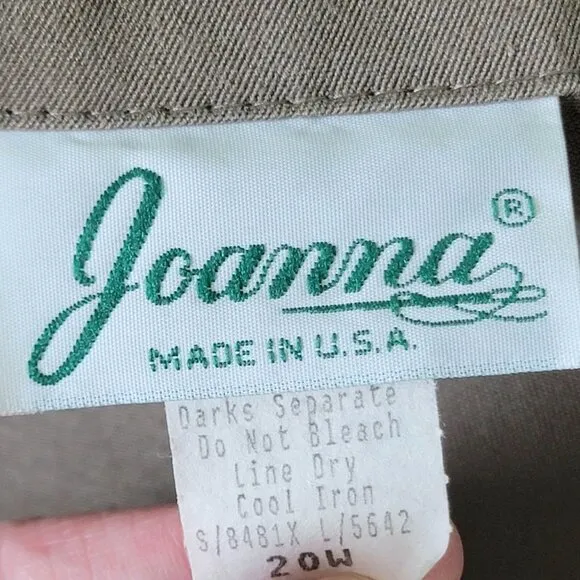 Joanna ®
MADE IN U.S.A.
Darks Separate
Do Not Bleach
Line Dry
Cool Iron
S/8481X L/5642
20W